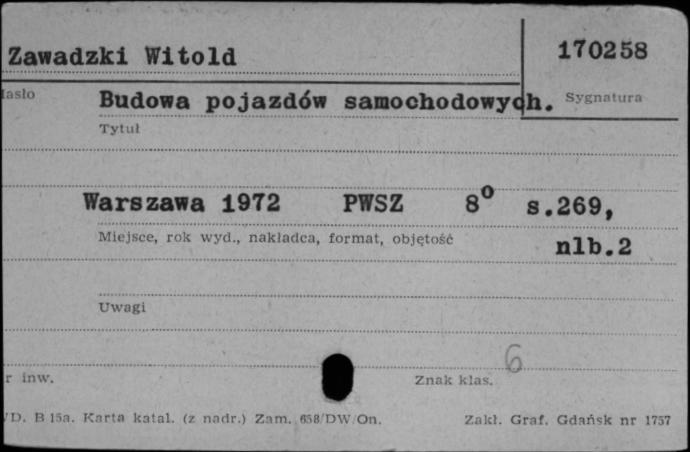 Zawadzki Witold
170258
Hasło
Budowa pojazdów samochodowych.
Sygnatura
Tytuł
Warszawa 1972 PWSZ 8⁰ s.269,
Miejsce, rok wyd., nakładca, format, objętość
nlb.2
Uwagi
6
r inw.
Znak klas.
/D. B 15a. Karta katal. (z nadr.) Zam. 658/DW/On.
Zakł. Graf. Gdańsk nr 1757